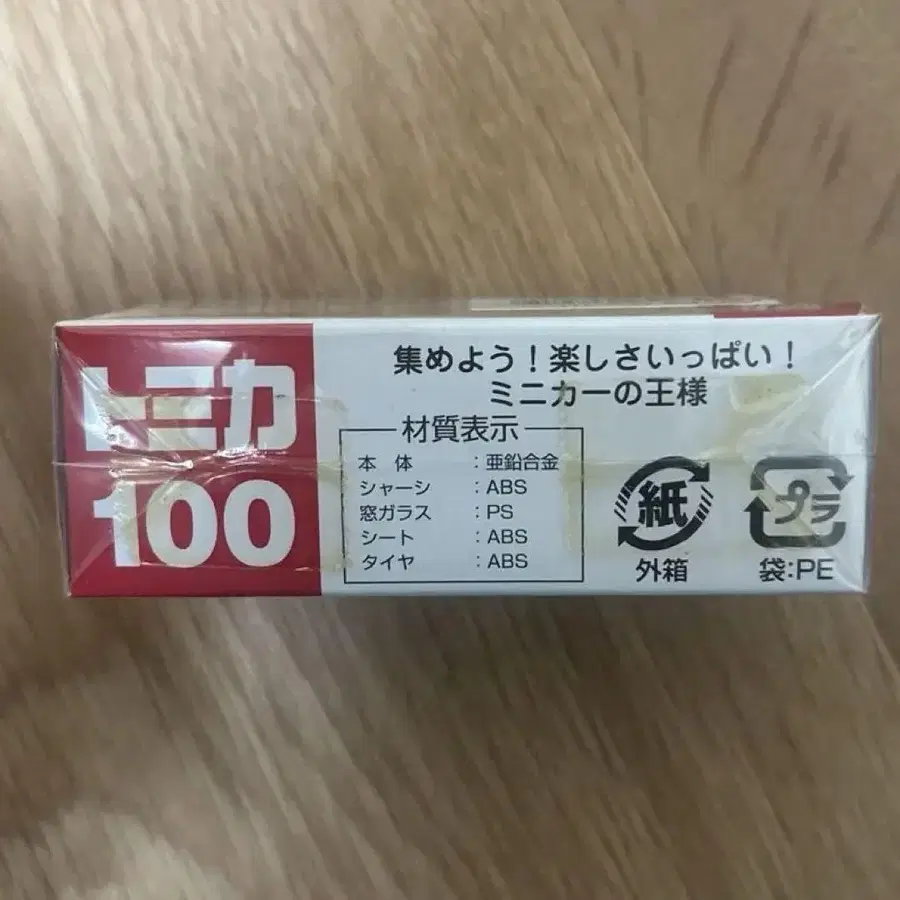 トミカ
100
集めよう！楽しさいっぱい！
ミニカーの王様
材質表示
本体：亜鉛合金
シャーシ：ABS
窓ガラス：PS
シート：ABS
タイヤ：ABS
紙
外箱
プラ
袋：PE